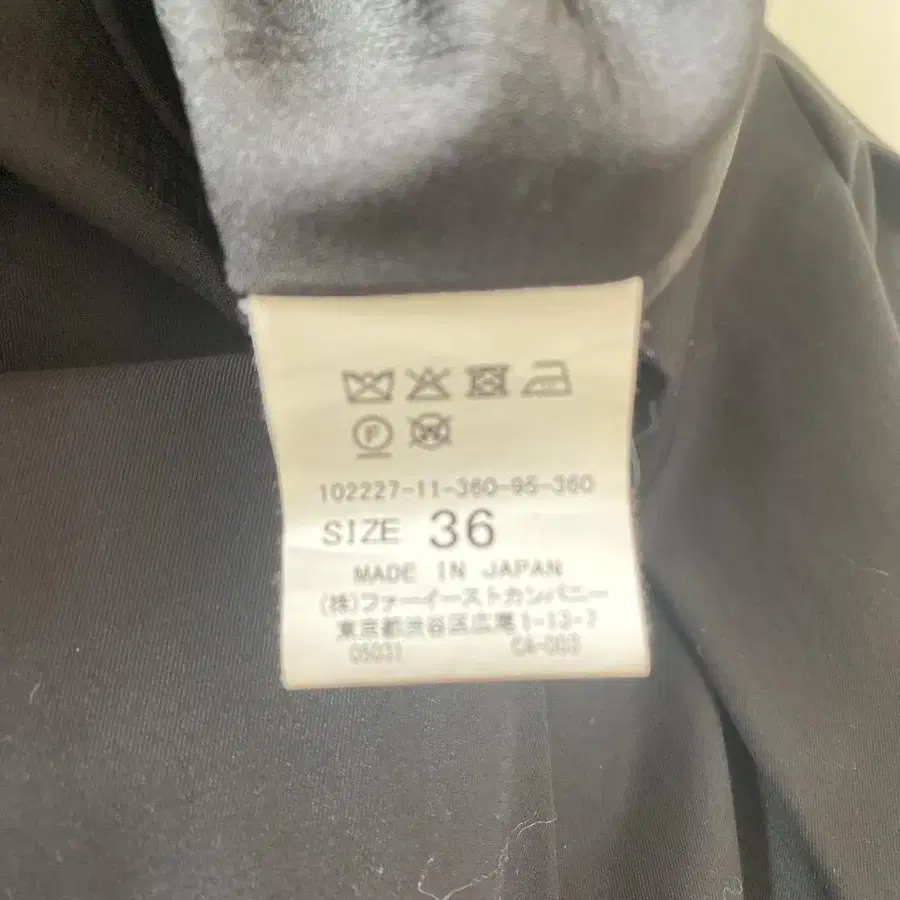 F W
102227-11-360-95-360
SIZE 36
MADE IN JAPAN
(株)ファーイーストカンパニー
東京都渋谷区広尾1-13-7
05031 CA-003